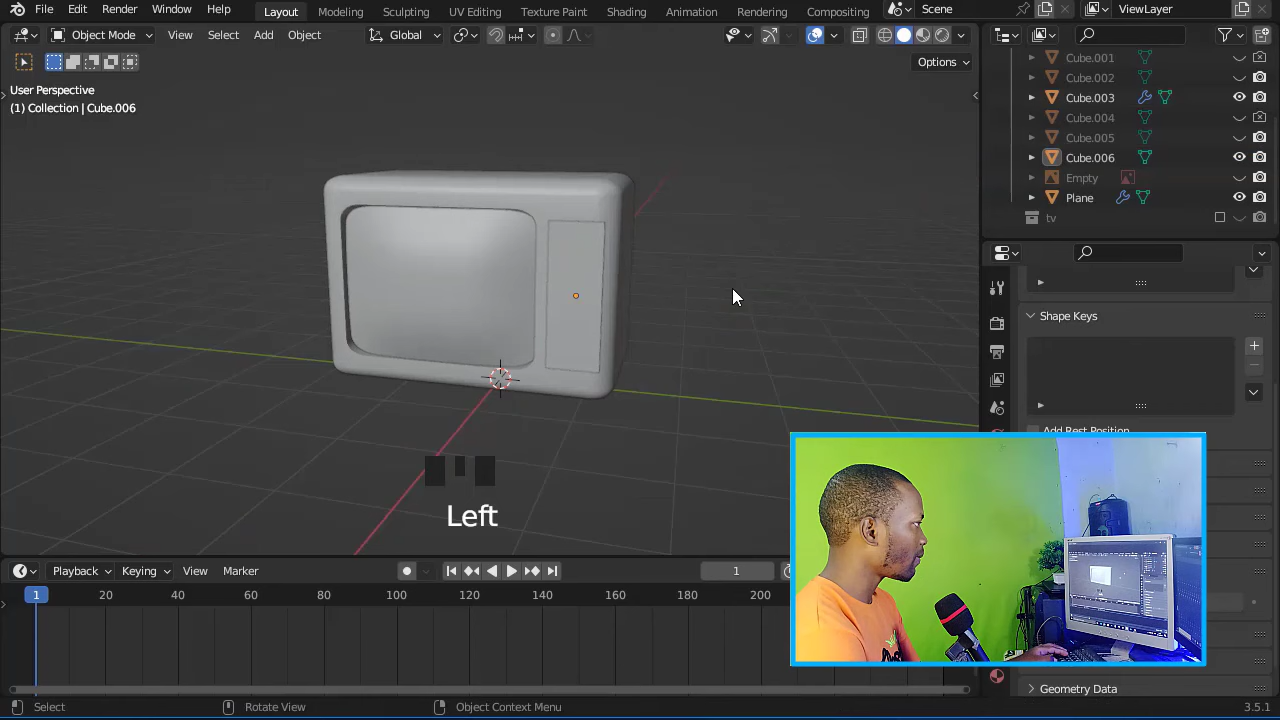 File Edit Render Window Help Layout Modeling Sculpting UV Editing Texture Paint Shading Animation Rendering Compositing Scene ViewLayer
Object Mode View Select Add Object Global
Options
User Perspective
(1) Collection | Cube.006
Cube.001
Cube.002
Cube.003
Cube.004
Cube.005
Cube.006
Empty
Plane
tv
Shape Keys
Add Rest Position
Geometry Data
Left
Playback Keying View Marker 1
1 20 40 60 80 100 120 140 160 180 200
Select Rotate View Object Context Menu 3.5.1